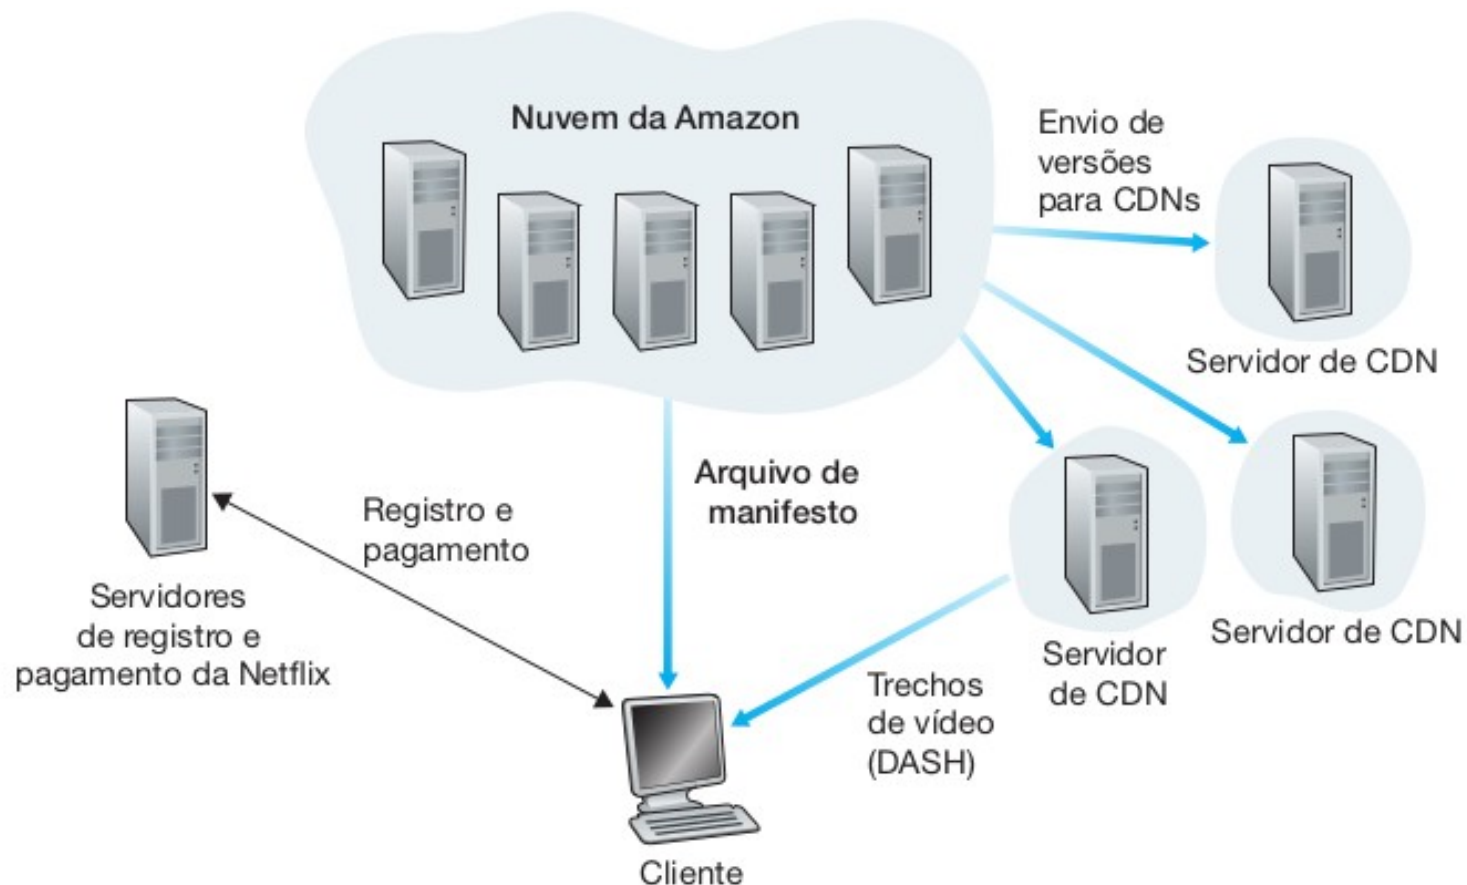 Nuvem da Amazon
Envio de
versões
para CDNs
Servidor de CDN
Arquivo de
manifesto
Registro e
pagamento
Servidores
de registro e
pagamento da Netflix
Servidor de CDN
Servidor
de CDN
Trechos
de vídeo
(DASH)
Cliente